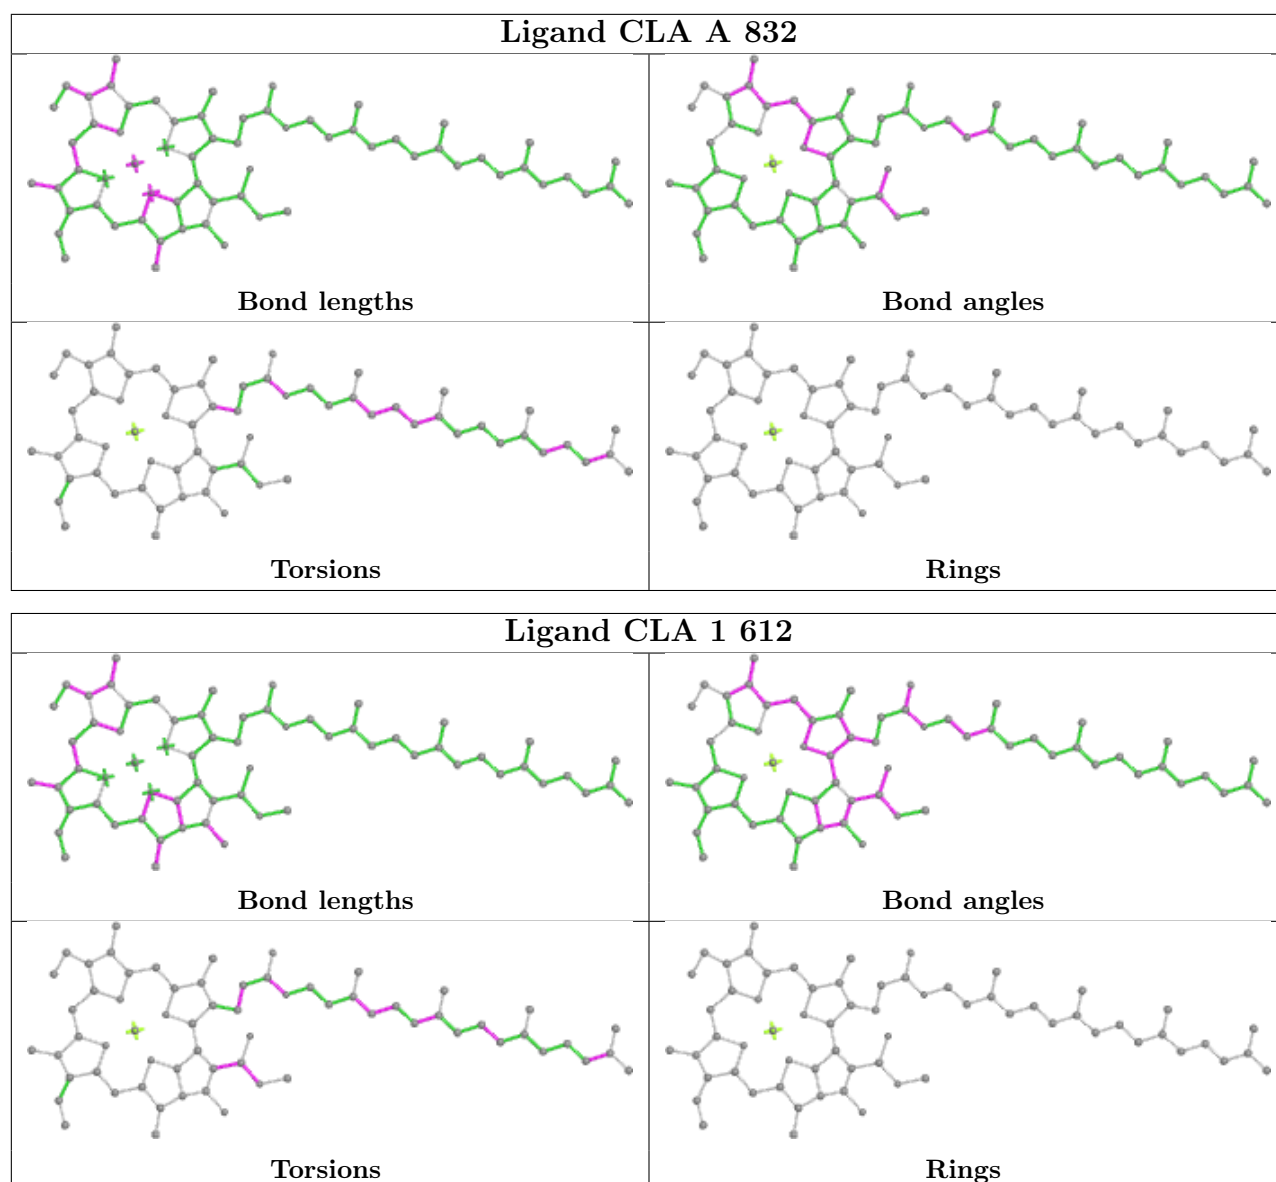 Ligand CLA A 832
Bond lengths
Bond angles
Torsions
Rings
Ligand CLA 1 612
Bond lengths
Bond angles
Torsions
Rings